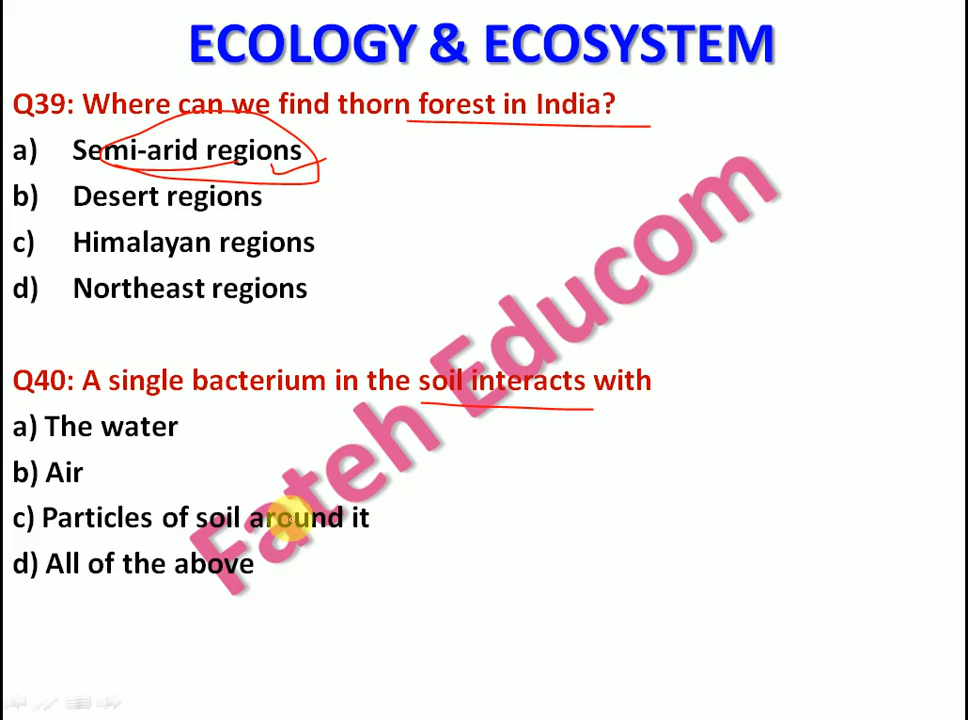 ECOLOGY & ECOSYSTEM
Q39: Where can we find thorn forest in India?
a) Semi-arid regions
b) Desert regions
c) Himalayan regions
d) Northeast regions
Q40: A single bacterium in the soil interacts with
a) The water
b) Air
c) Particles of soil around it
d) All of the above
Fateh Educom